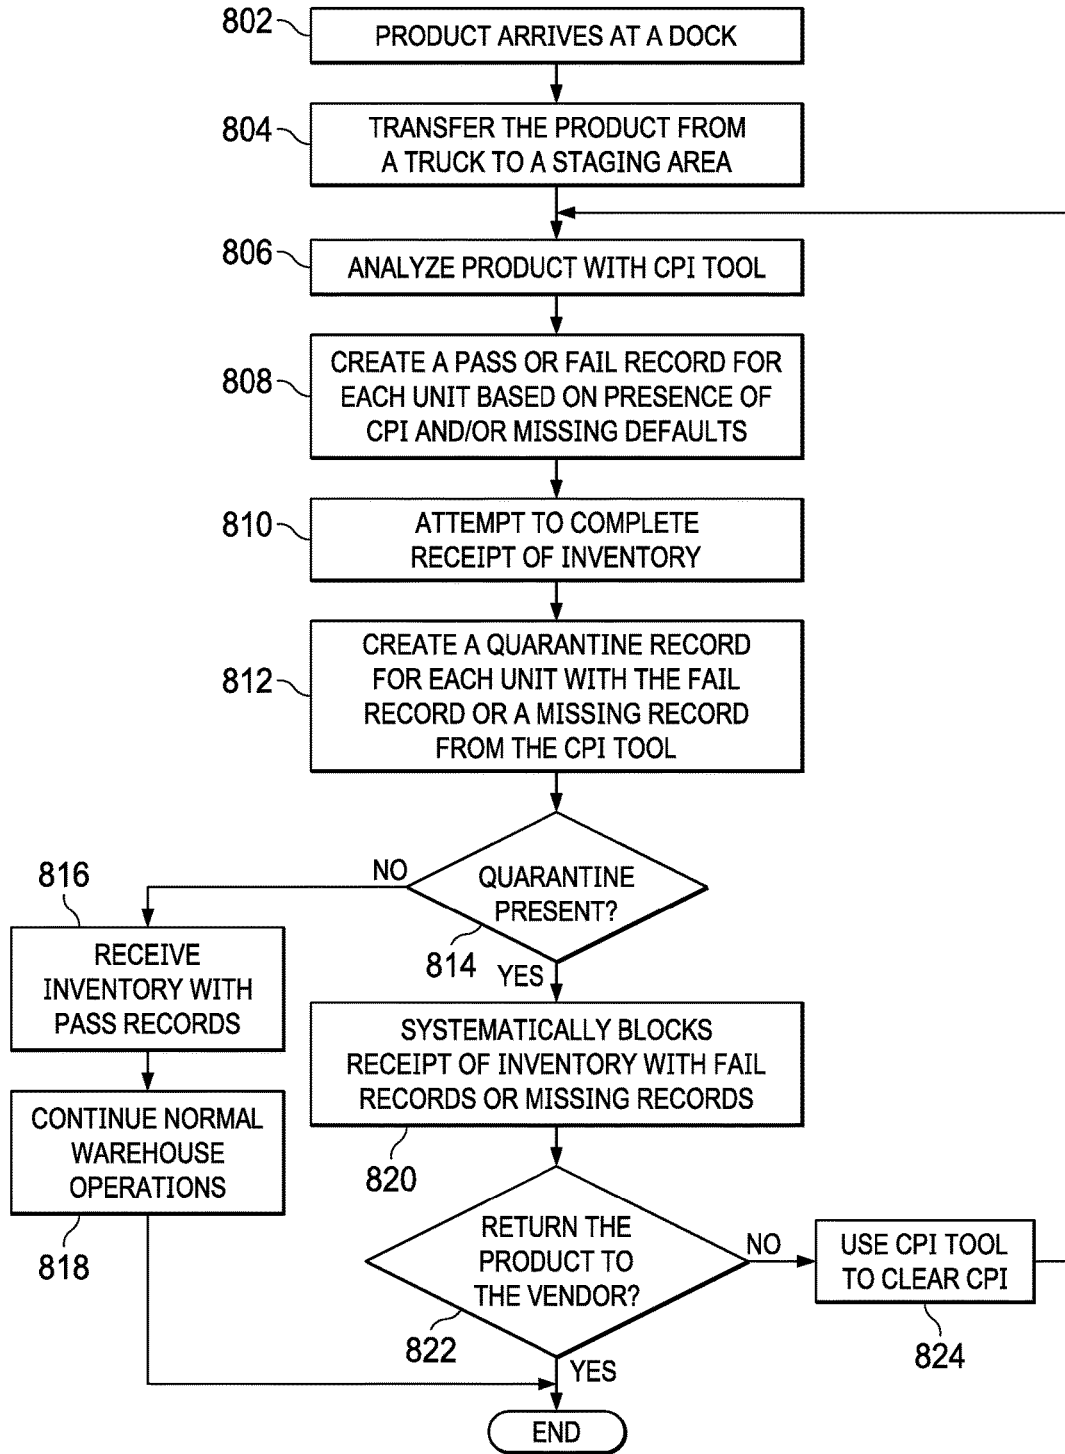 802
PRODUCT ARRIVES AT A DOCK
804
TRANSFER THE PRODUCT FROM
A TRUCK TO A STAGING AREA
806
ANALYZE PRODUCT WITH CPI TOOL
808
CREATE A PASS OR FAIL RECORD FOR
EACH UNIT BASED ON PRESENCE OF
CPI AND/OR MISSING DEFAULTS
810
ATTEMPT TO COMPLETE
RECEIPT OF INVENTORY
812
CREATE A QUARANTINE RECORD
FOR EACH UNIT WITH THE FAIL
RECORD OR A MISSING RECORD
FROM THE CPI TOOL
QUARANTINE
PRESENT?
814
NO
YES
816
RECEIVE
INVENTORY WITH
PASS RECORDS
CONTINUE NORMAL
WAREHOUSE
OPERATIONS
818
SYSTEMATICALLY BLOCKS
RECEIPT OF INVENTORY WITH FAIL
RECORDS OR MISSING RECORDS
820
RETURN THE
PRODUCT TO
THE VENDOR?
822
NO
USE CPI TOOL
TO CLEAR CPI
824
YES
END